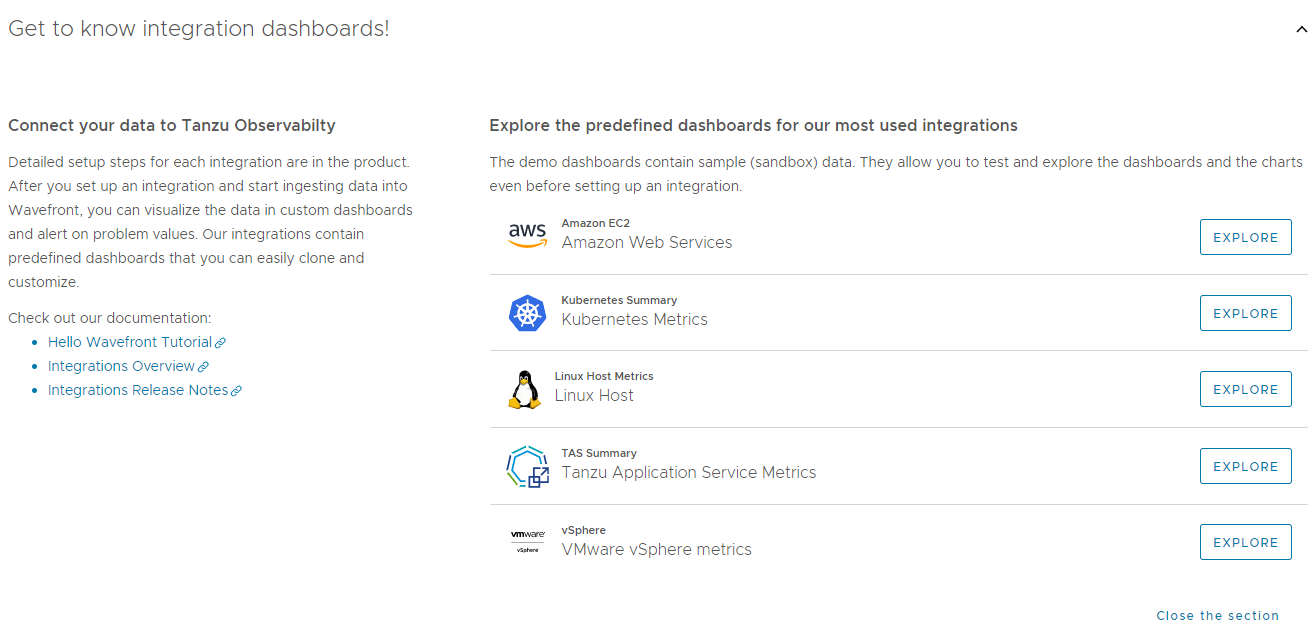 Get to know integration dashboards!
Connect your data to Tanzu Observabilty
Detailed setup steps for each integration are in the product.
After you set up an integration and start ingesting data into
Wavefront, you can visualize the data in custom dashboards
and alert on problem values. Our integrations contain
predefined dashboards that you can easily clone and
customize.
Check out our documentation:
Hello Wavefront Tutorial
Integrations Overview
Integrations Release Notes
Explore the predefined dashboards for our most used integrations
The demo dashboards contain sample (sandbox) data. They allow you to test and explore the dashboards and the charts
even before setting up an integration.
aws
Amazon EC2
Amazon Web Services
EXPLORE
Kubernetes Summary
Kubernetes Metrics
EXPLORE
Linux Host Metrics
Linux Host
EXPLORE
TAS Summary
Tanzu Application Service Metrics
EXPLORE
vmware
vSphere
vSphere
VMware vSphere metrics
EXPLORE
Close the section